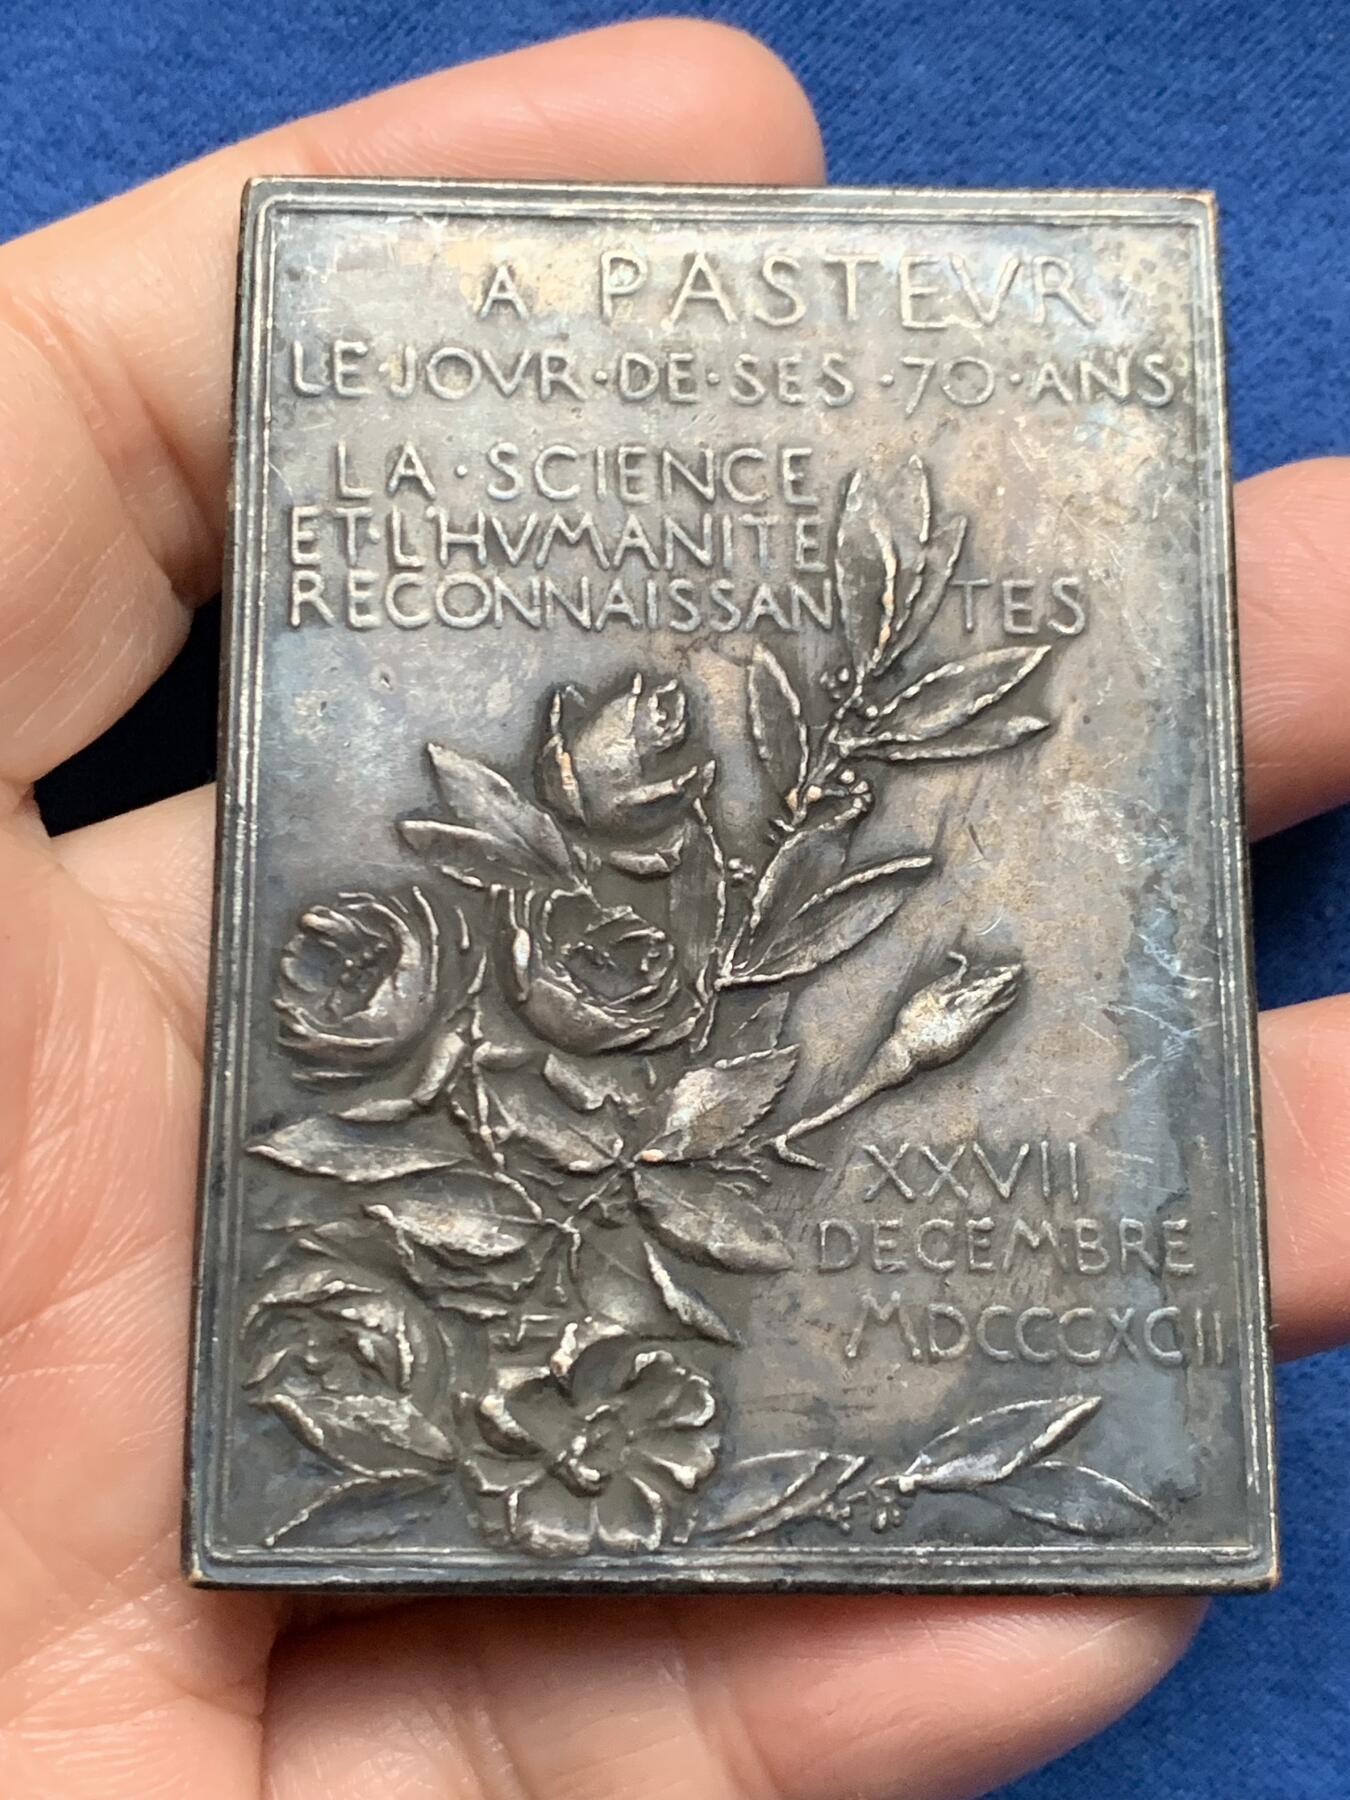 A PASTEVR
LE·JOVR·DE·SES·70·ANS
LA·SCIENCE
ET·L'HVMANITE
RECONNAISSANTES
XXVII
DECEMBRE
MDCCCXCII